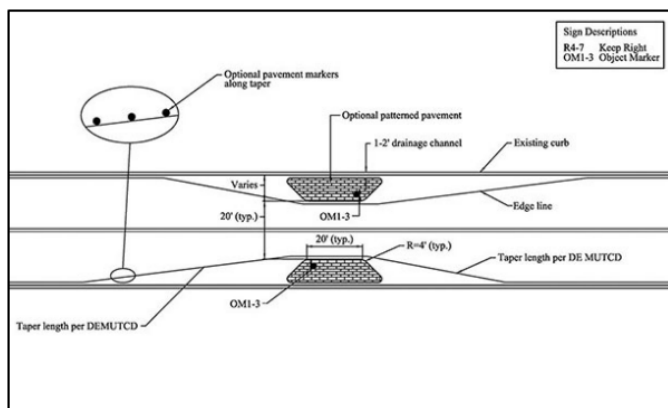 Sign Descriptions
R4-7 Keep Right
OM1-3 Object Marker
Optional pavement markers
along taper
Optional patterned pavement
1-2' drainage channel
Existing curb
Varies
OM1-3
Edge line
20' (typ.)
20' (typ.)
R=4' (typ.)
Taper length per DE MUTCD
OM1-3
Taper length per DEMUTCD